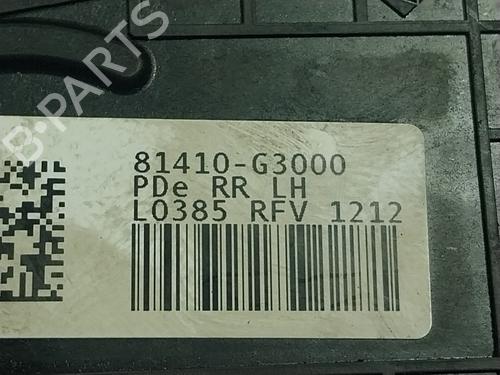 B-PARTS
81410-G3000
PDe RR LH
L0385 RFV 1212